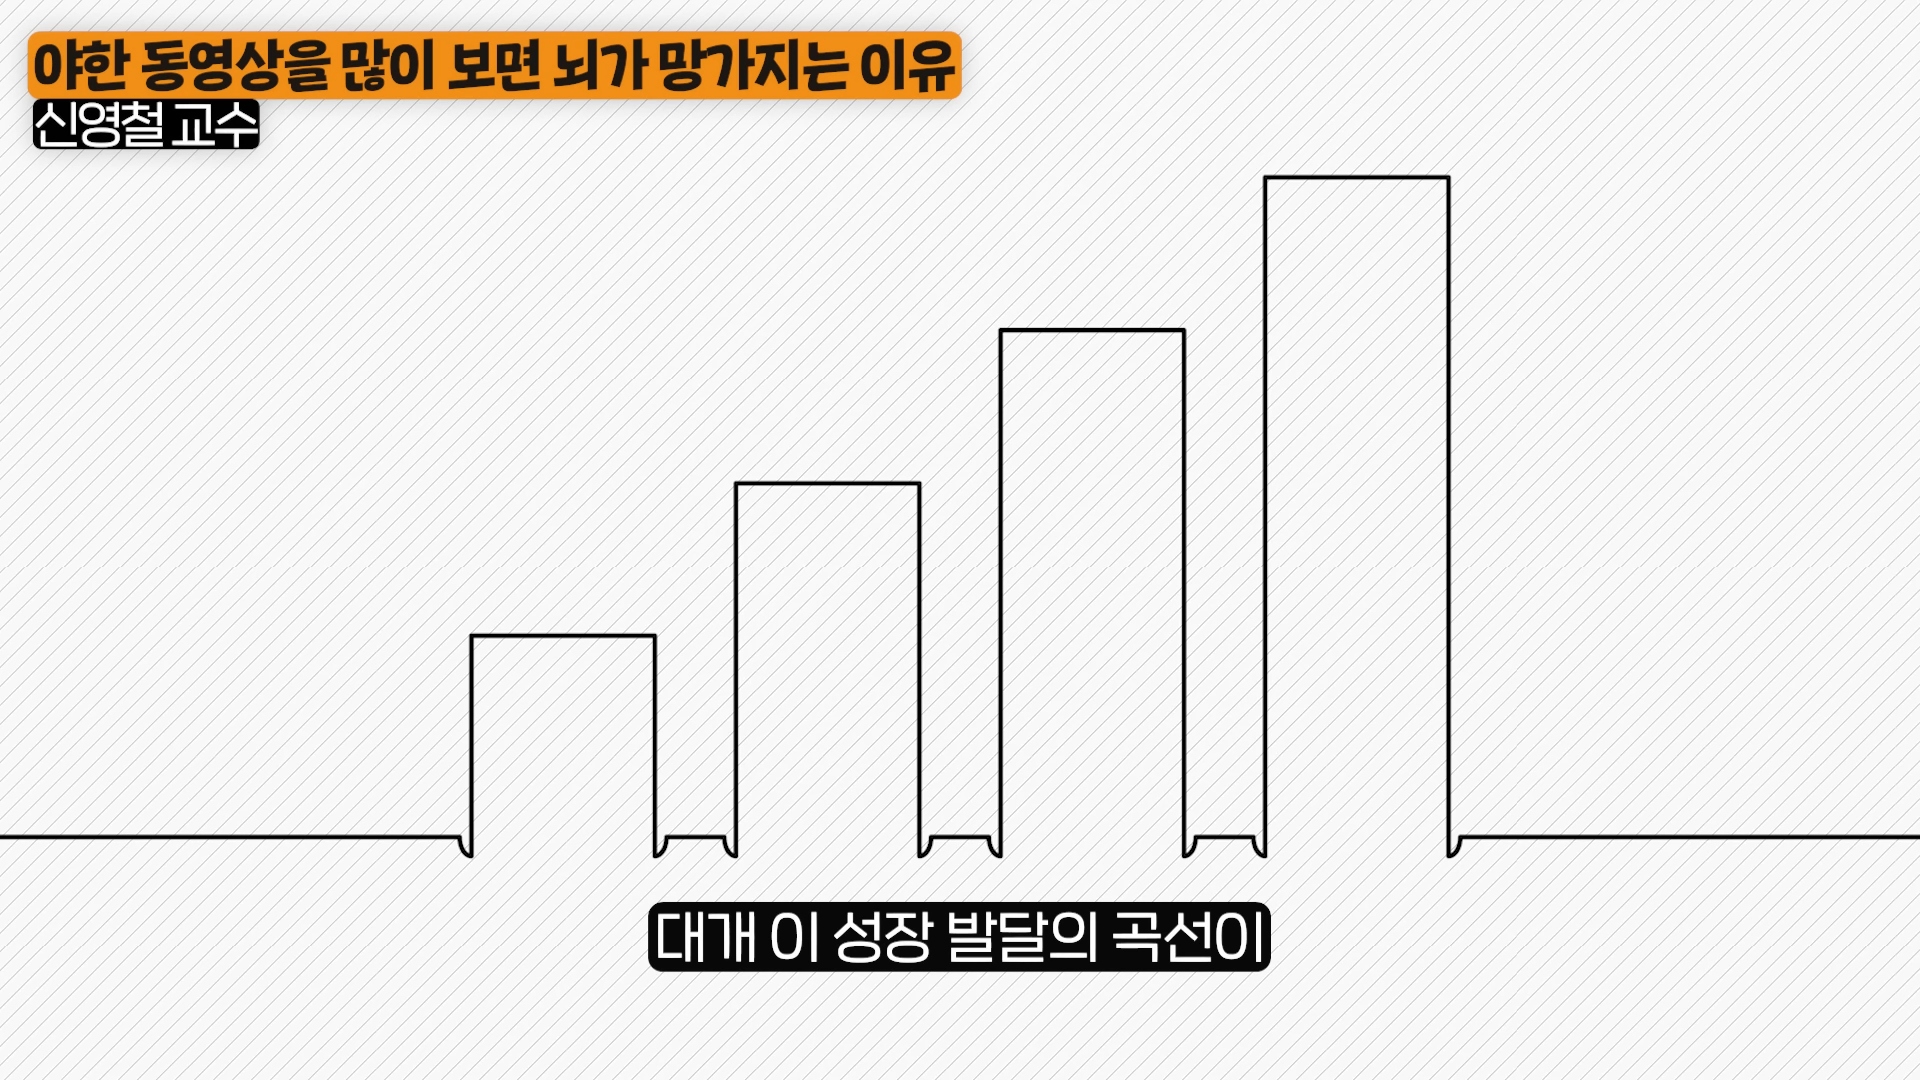 야한 동영상을 많이 보면 뇌가 망가지는 이유
신영철 교수
대개 이 성장 발달의 곡선이